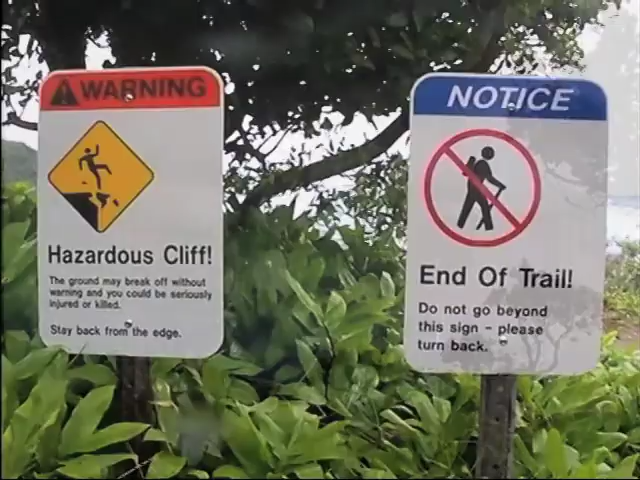 WARNING
Hazardous Cliff!
The ground may break off without
warning and you could be seriously
injured or killed.
Stay back from the edge.
NOTICE
End Of Trail!
Do not go beyond
this sign - please
turn back.